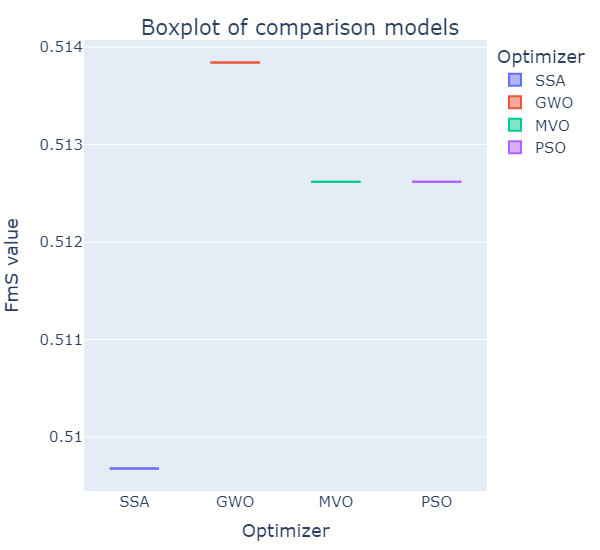 Boxplot of comparison models
0.514
0.513
0.512
0.511
0.51
FmS value
SSA
GWO
MVO
PSO
Optimizer
Optimizer
SSA
GWO
MVO
PSO